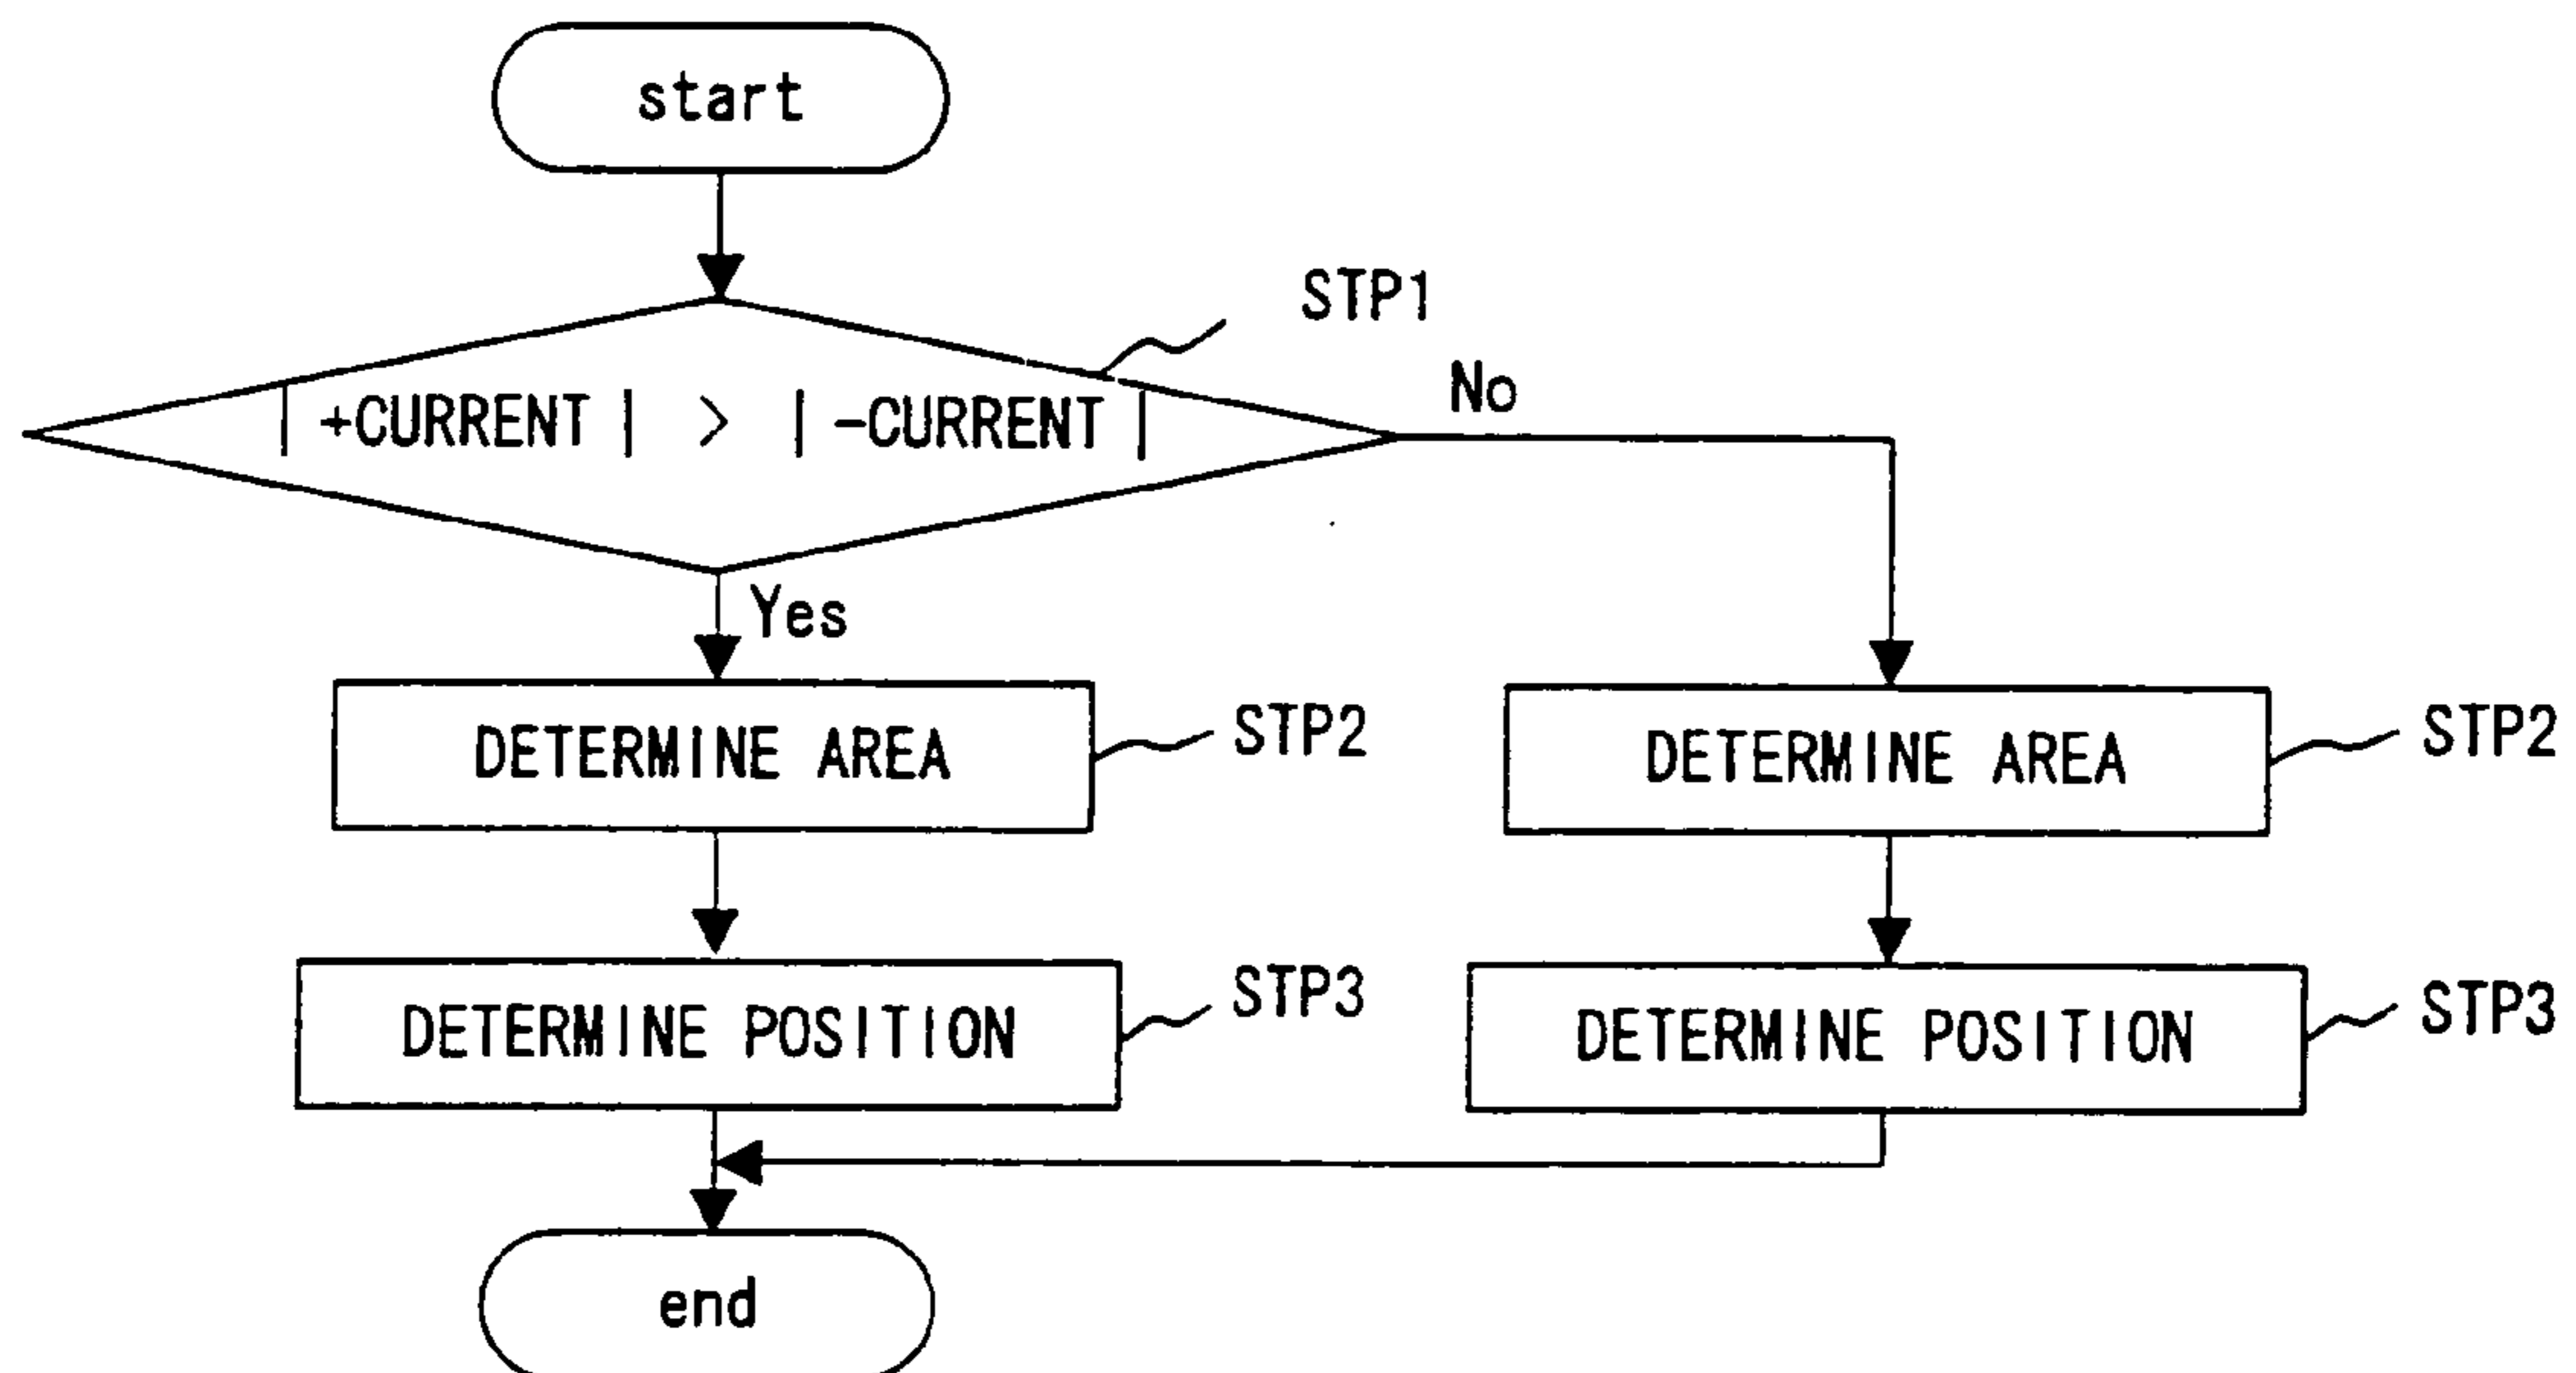 start
STP1
| +CURRENT | > | -CURRENT |
No
Yes
DETERMINE AREA
STP2
DETERMINE AREA
STP2
DETERMINE POSITION
STP3
DETERMINE POSITION
STP3
end